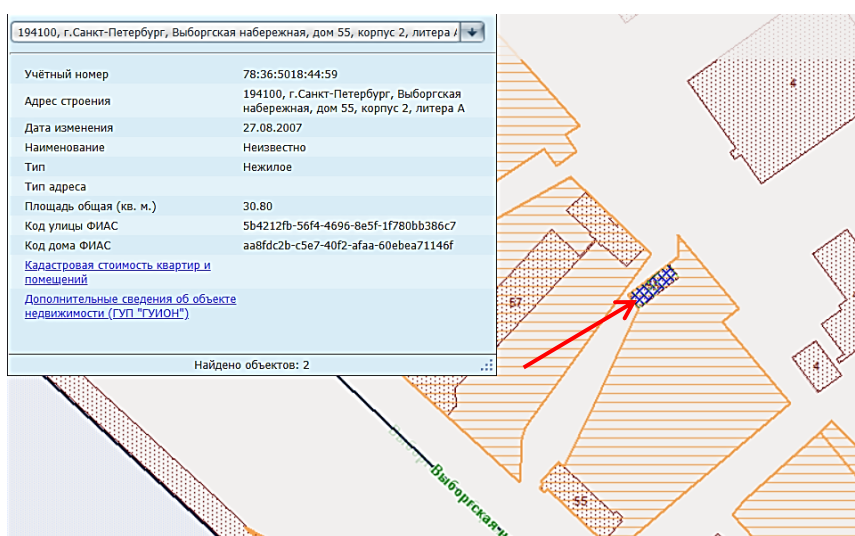 194100, г.Санкт-Петербург, Выборгская набережная, дом 55, корпус 2, литера А
Учётный номер 78:36:5018:44:59
Адрес строения 194100, г.Санкт-Петербург, Выборгская
набережная, дом 55, корпус 2, литера А
Дата изменения 27.08.2007
Наименование Неизвестно
Тип Нежилое
Тип адреса
Площадь общая (кв. м.) 30.80
Код улицы ФИАС 5b4212fb-56f4-4696-8e5f-1f780bb386c7
Код дома ФИАС aa8fdc2b-c5e7-40f2-afaa-60ebea71146f
Кадастровая стоимость квартир и
помещений
Дополнительные сведения об объекте
недвижимости (ГУП "ГУИОН")
Найдено объектов: 2
4
57
4
55
Выборгская